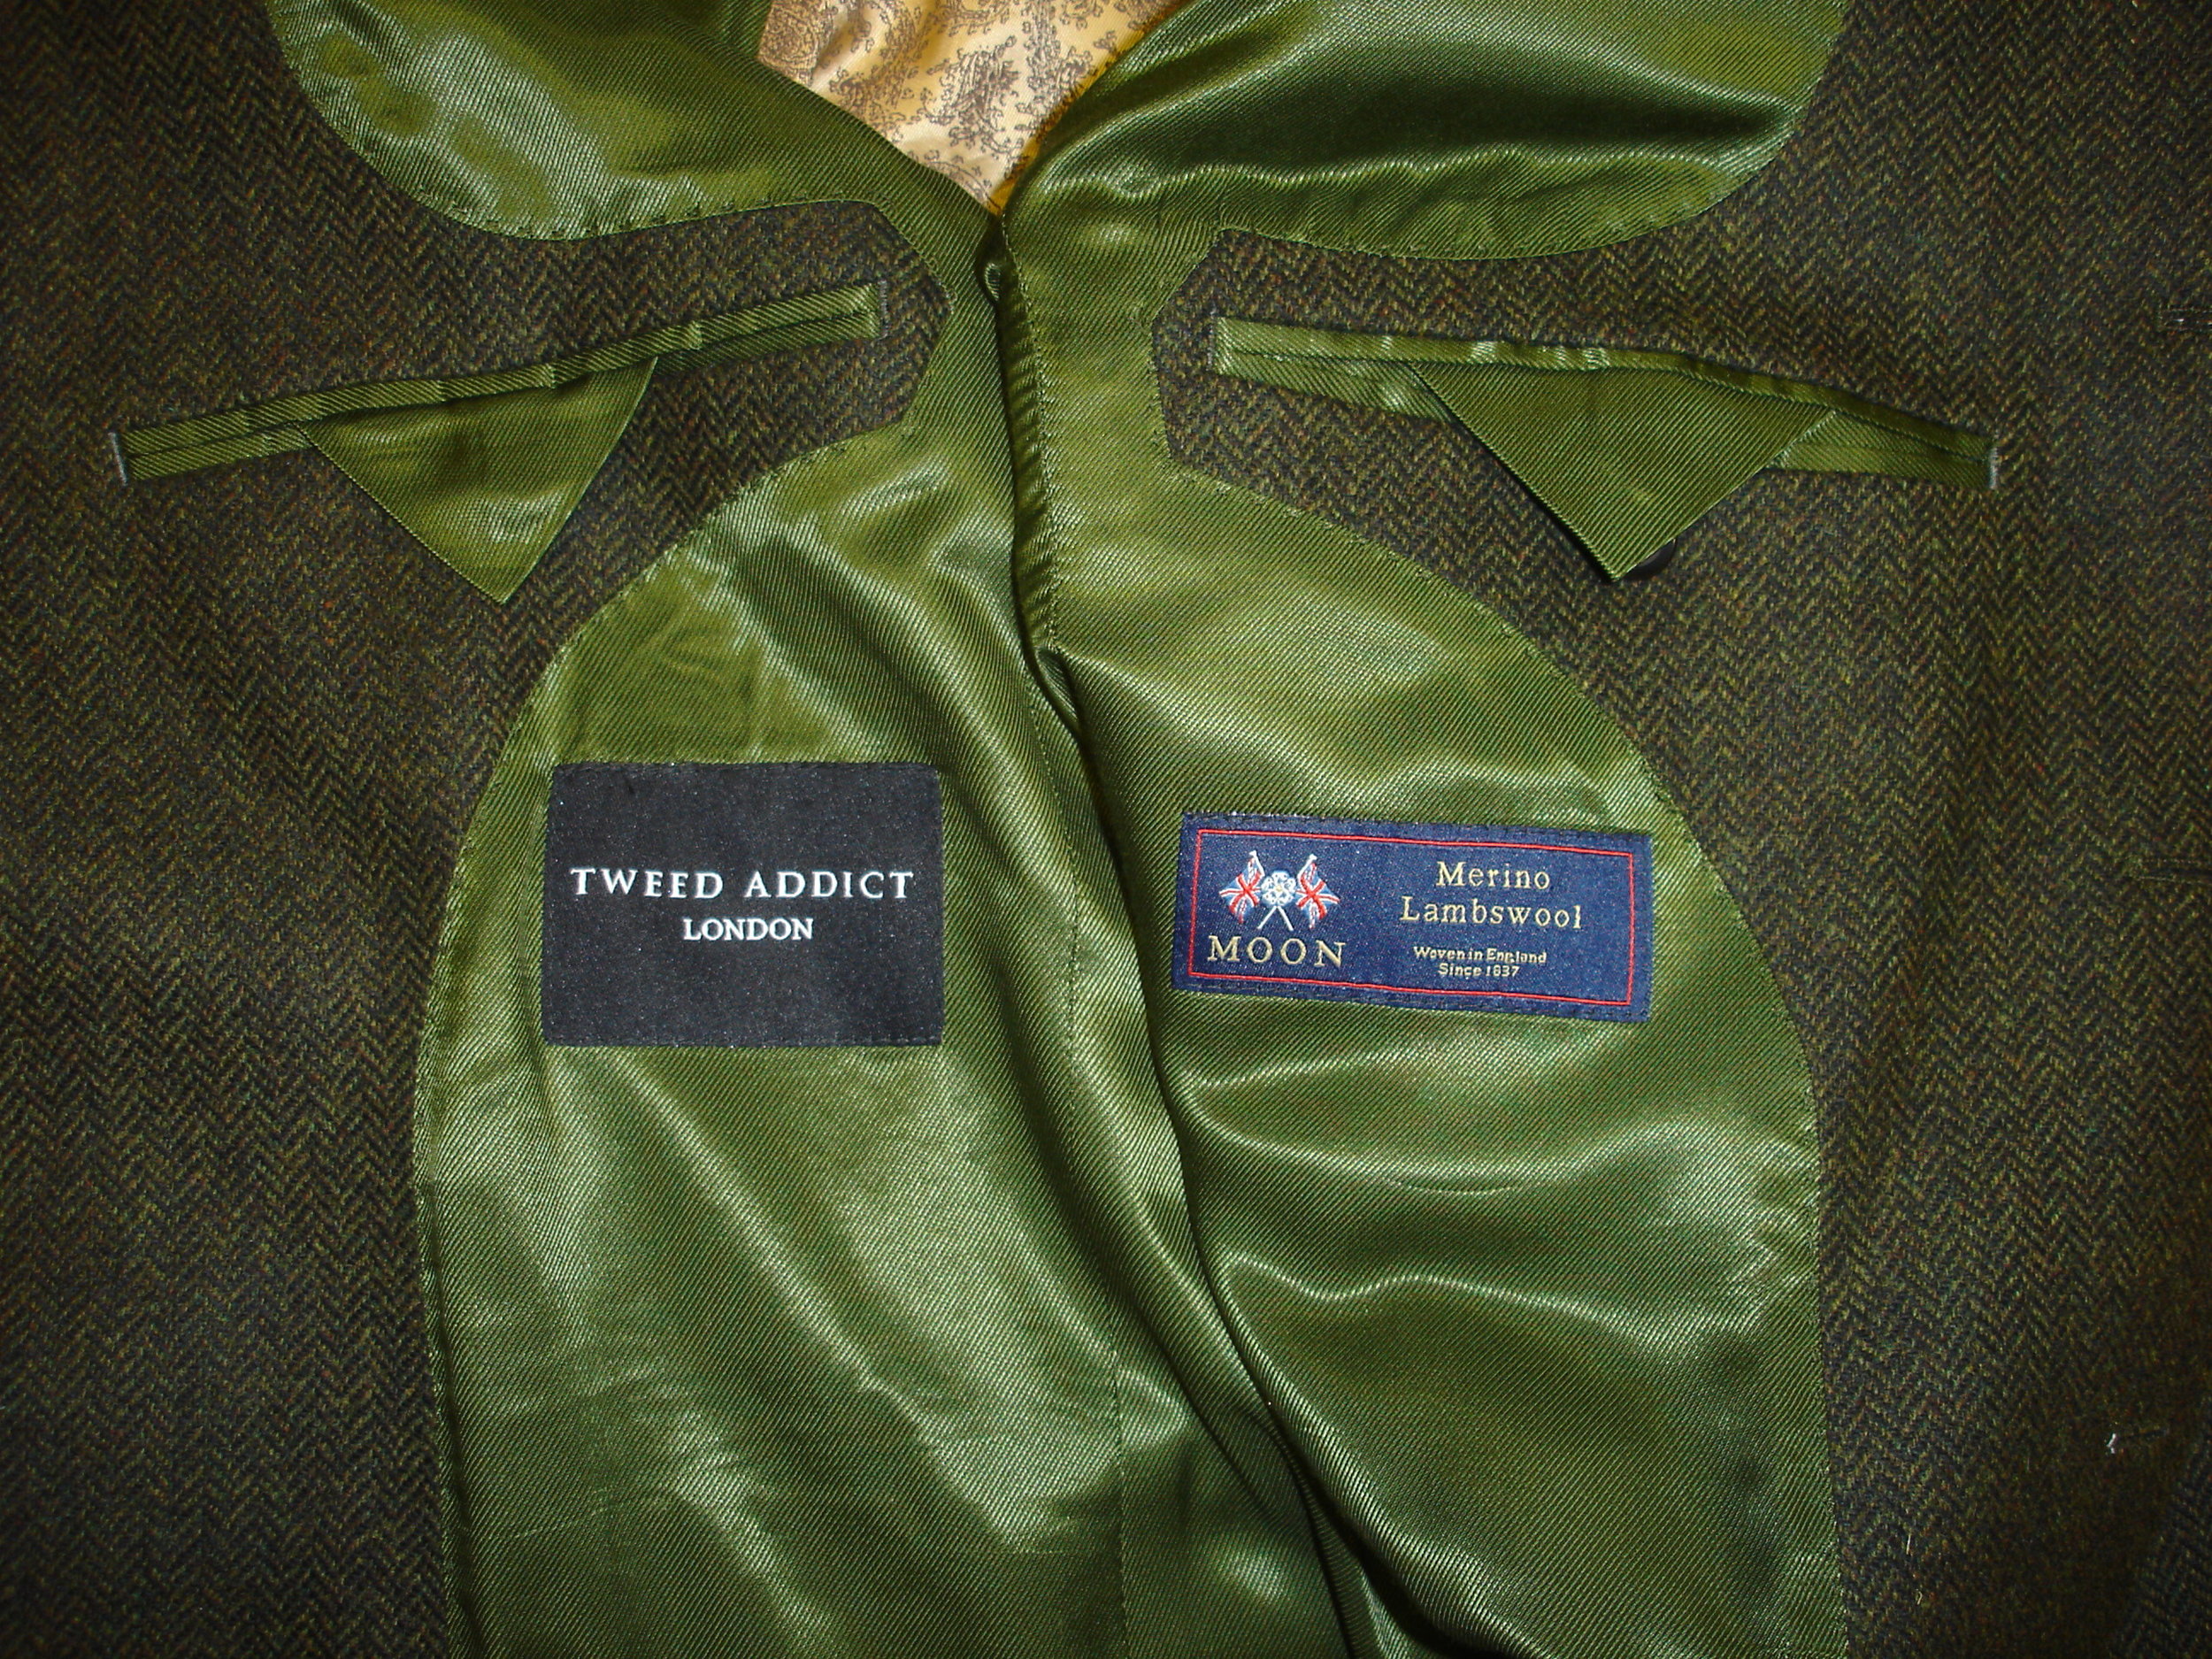 TWEED ADDICT
LONDON
MOON
Merino
Lambswool
Woven in England
Since 1837